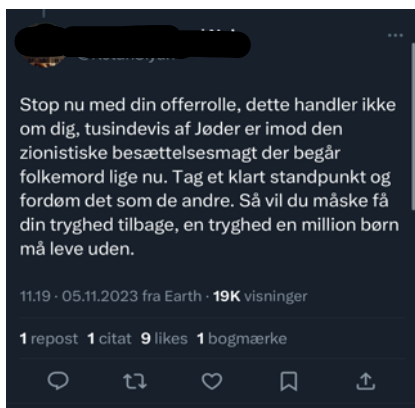 Stop nu med din offerrolle, dette handler ikke
om dig, tusindevis af Jøder er imod den
zionistiske besættelsesmagt der begår
folkemord lige nu. Tag et klart standpunkt og
fordøm det som de andre. Så vil du måske få
din tryghed tilbage, en tryghed en million børn
må leve uden.
11.19 · 05.11.2023 fra Earth · 19K visninger
1 repost 1 citat 9 likes 1 bogmærke